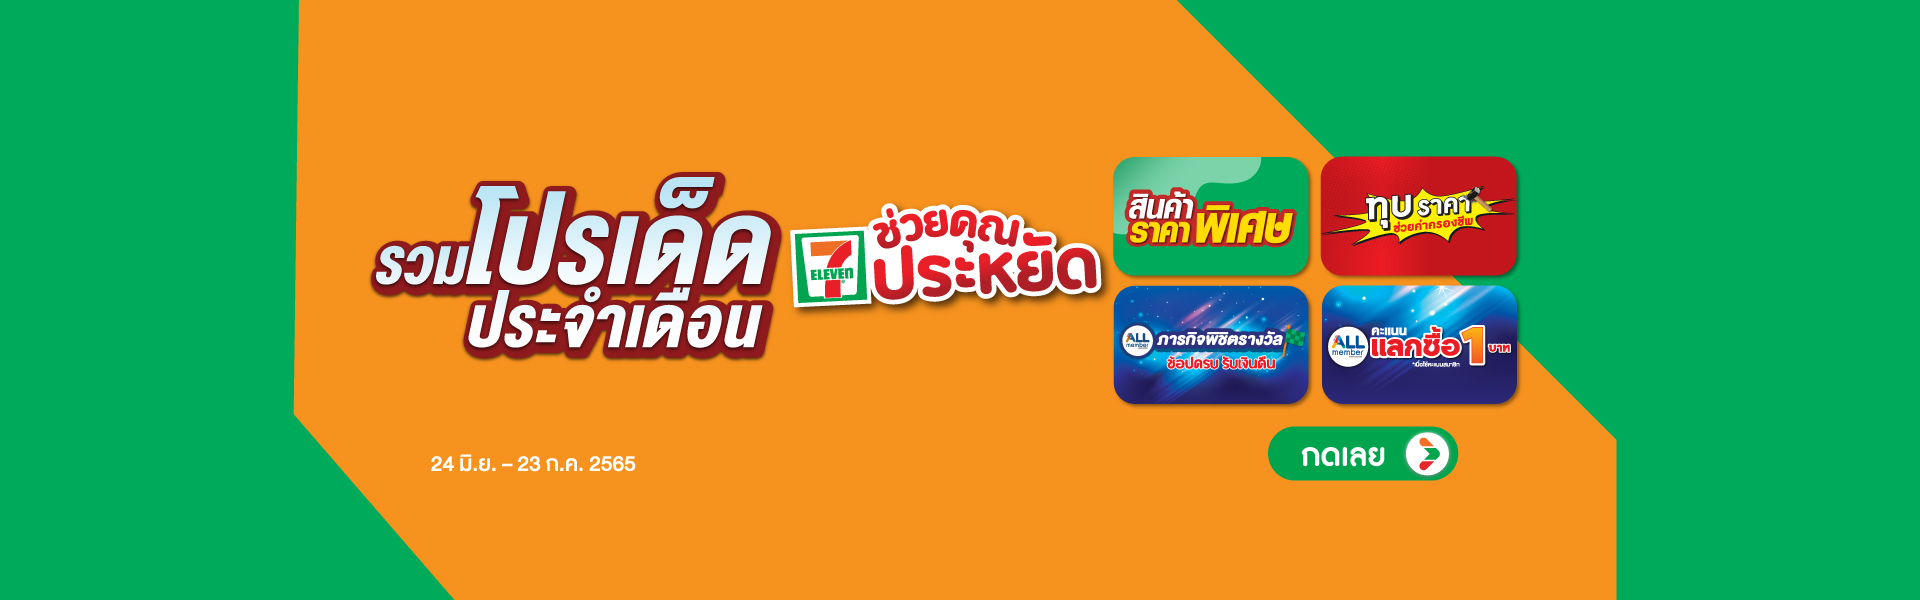 รวมโปรเด็ด
ประจำเดือน
7
ELEVEN
ช่วยคุณ
ประหยัด
สินค้า
ราคาพิเศษ
ทุบราคา
ช่วยค่าครองชีพ
ALL
member
ภารกิจพิชิตรางวัล
ช้อปครบ รับเงินคืน
ALL
member
คะแนน
แลกซื้อ 1 บาท
*เมื่อใช้คะแนนสมาชิก
24 มิ.ย. – 23 ก.ค. 2565
กดเลย